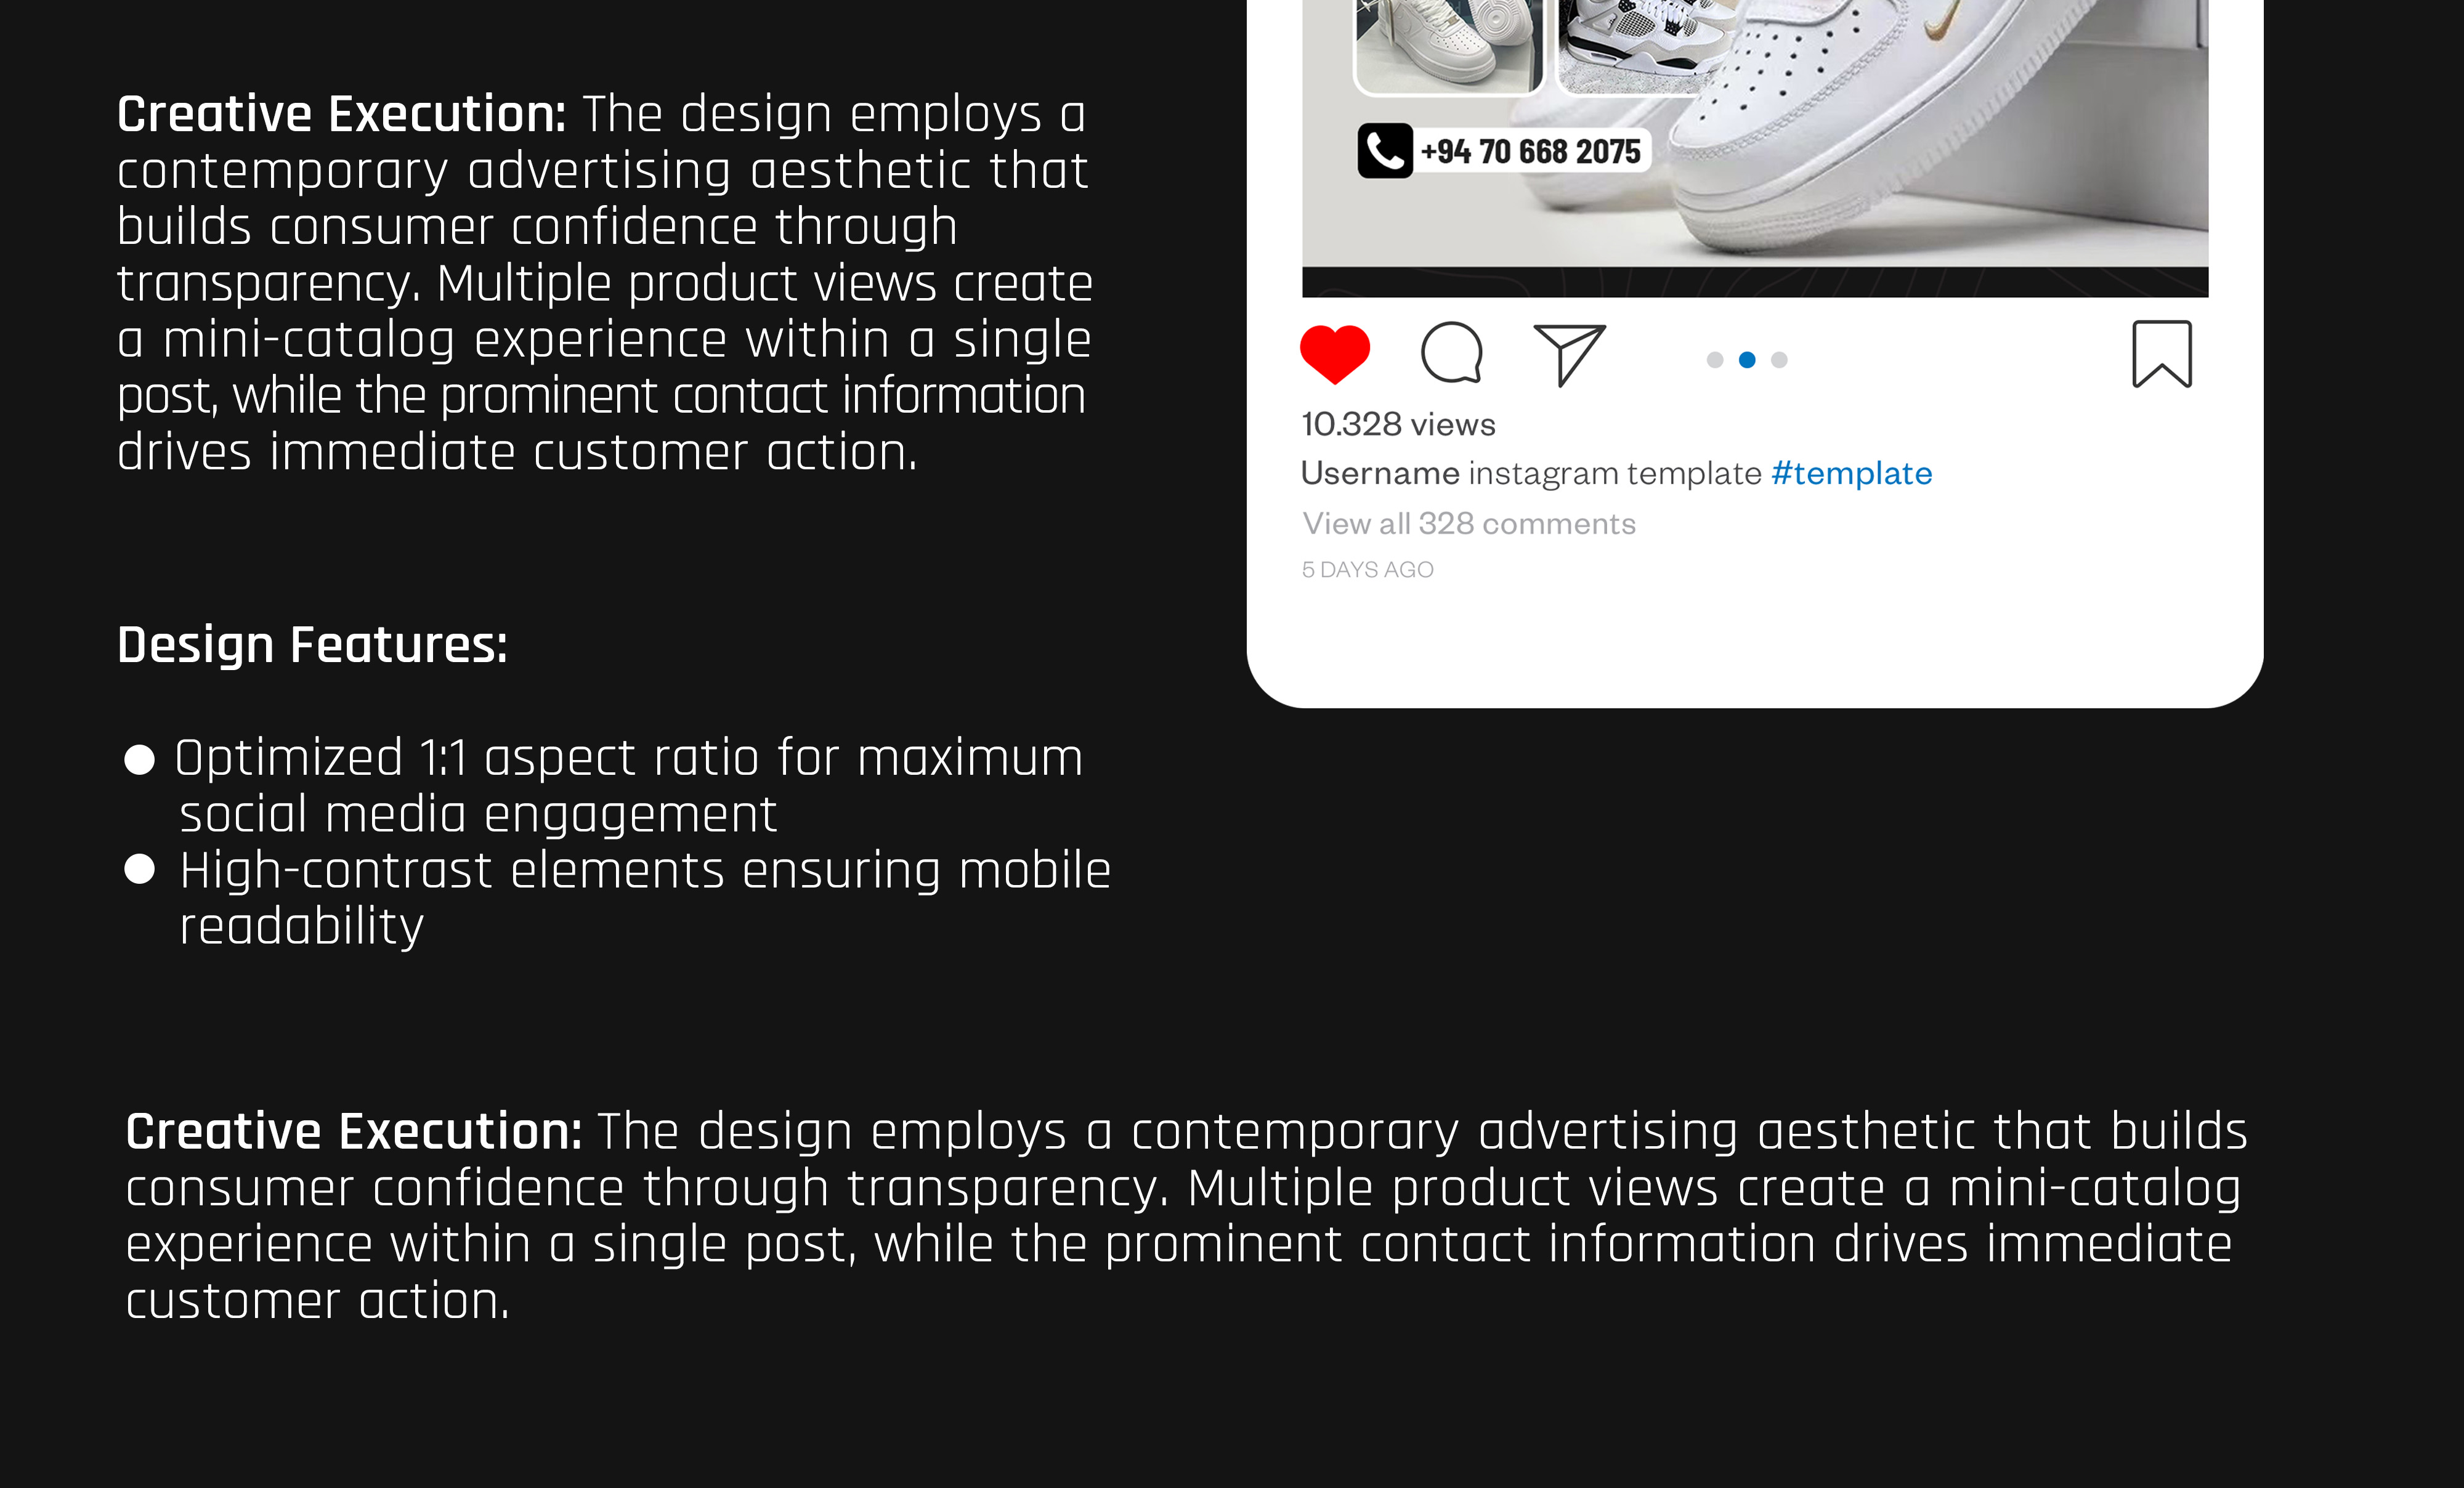 Creative Execution: The design employs a
contemporary advertising aesthetic that
builds consumer confidence through
transparency. Multiple product views create
a mini-catalog experience within a single
post, while the prominent contact information
drives immediate customer action.
Design Features:
● Optimized 1:1 aspect ratio for maximum
social media engagement
● High-contrast elements ensuring mobile
readability
+94 70 668 2075
10.328 views
Username instagram template #template
View all 328 comments
5 DAYS AGO
Creative Execution: The design employs a contemporary advertising aesthetic that builds
consumer confidence through transparency. Multiple product views create a mini-catalog
experience within a single post, while the prominent contact information drives immediate
customer action.